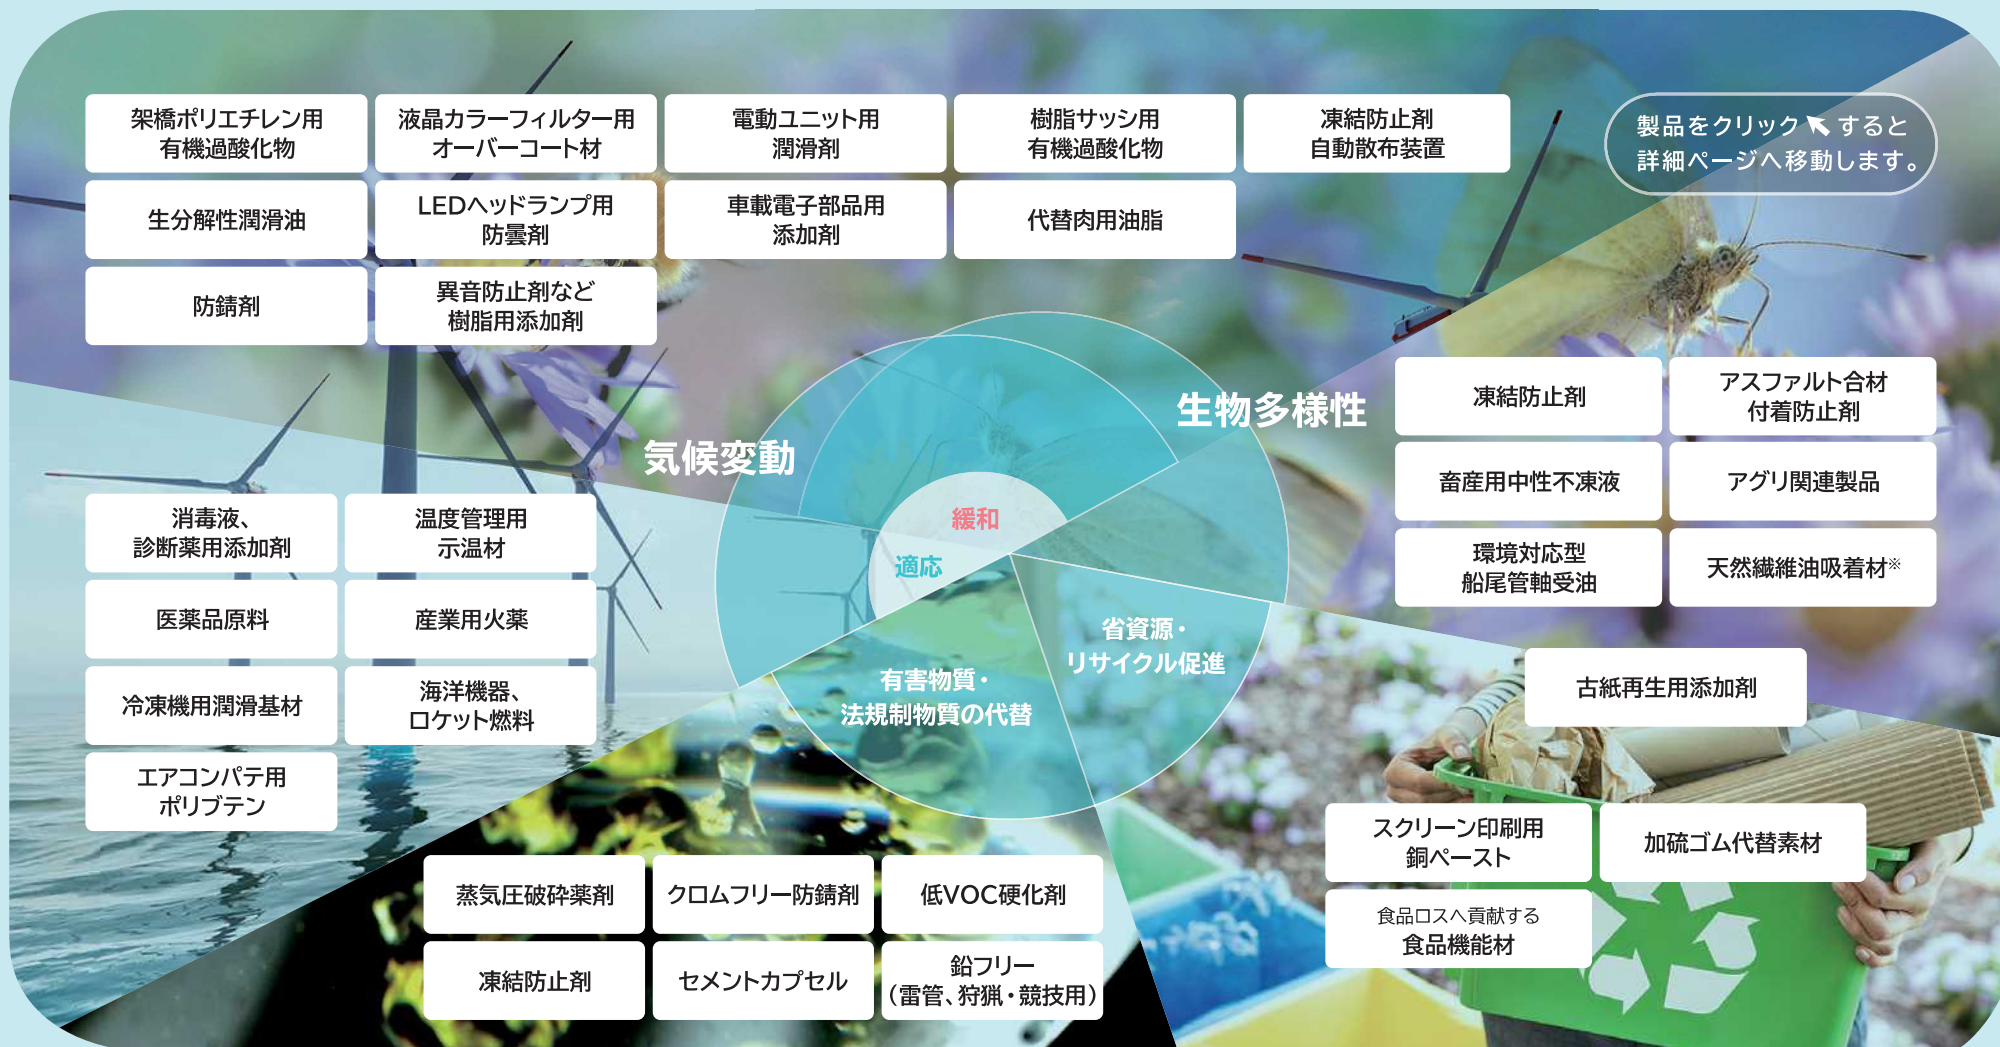 架橋ポリエチレン用
有機過酸化物
液晶カラーフィルター用
オーバーコート材
電動ユニット用
潤滑剤
樹脂サッシ用
有機過酸化物
凍結防止剤
自動散布装置
製品をクリックすると
詳細ページへ移動します。
生分解性潤滑油
LEDヘッドランプ用
防曇剤
車載電子部品用
添加剤
代替肉用油脂
防錆剤
異音防止剤など
樹脂用添加剤
気候変動
生物多様性
緩和
適応
有害物質・
法規制物質の代替
省資源・
リサイクル促進
凍結防止剤
アスファルト合材
付着防止剤
畜産用中性不凍液
アグリ関連製品
環境対応型
船尾管軸受油
天然繊維油吸着材※
消毒液、
診断薬用添加剤
温度管理用
示温材
医薬品原料
産業用火薬
冷凍機用潤滑基材
海洋機器、
ロケット燃料
エアコンパテ用
ポリブテン
古紙再生用添加剤
スクリーン印刷用
銅ペースト
加硫ゴム代替素材
食品ロスへ貢献する
食品機能材
蒸気圧破砕薬剤
クロムフリー防錆剤
低VOC硬化剤
凍結防止剤
セメントカプセル
鉛フリー
（雷管、狩猟・競技用）